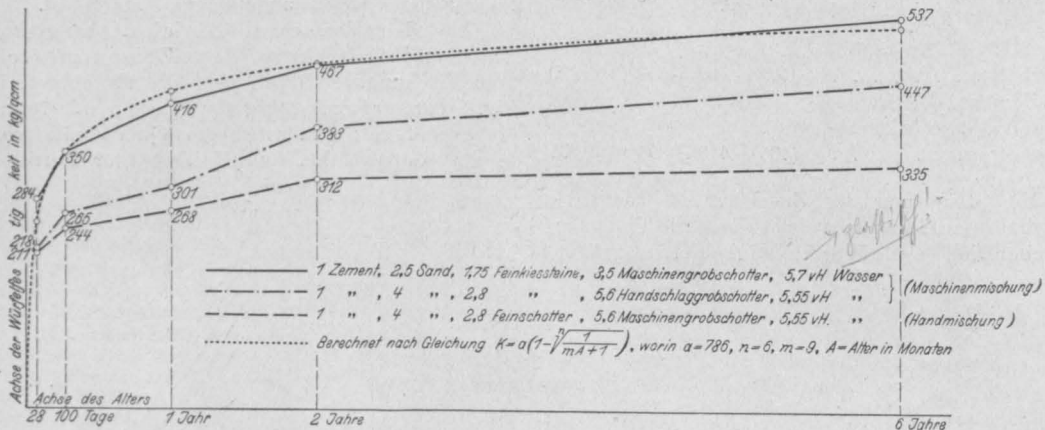 537
467
447
416
383
350
335
284
301
312
265
268
218
244
211
Achse der Würfelfestigkeit in kg/qcm
1 Zement, 2,5 Sand, 1,75 Feinkiessteine, 3,5 Maschinengrobschotter, 5,7 vH Wasser
1 " , 4 " , 2,8 " , 5,6 Handschlaggrobschotter, 5,55 vH "
(Maschinenmischung)
1 " , 4 " , 2,8 Feinschotter, 5,6 Maschinengrobschotter, 5,55 vH. " (Handmischung)
Berechnet nach Gleichung K=a(1-ⁿ√(1/(mA+1))), worin a=786, n=6, m=9, A=Alter in Monaten
Achse des Alters
28 100 Tage 1 Jahr 2 Jahre 6 Jahre